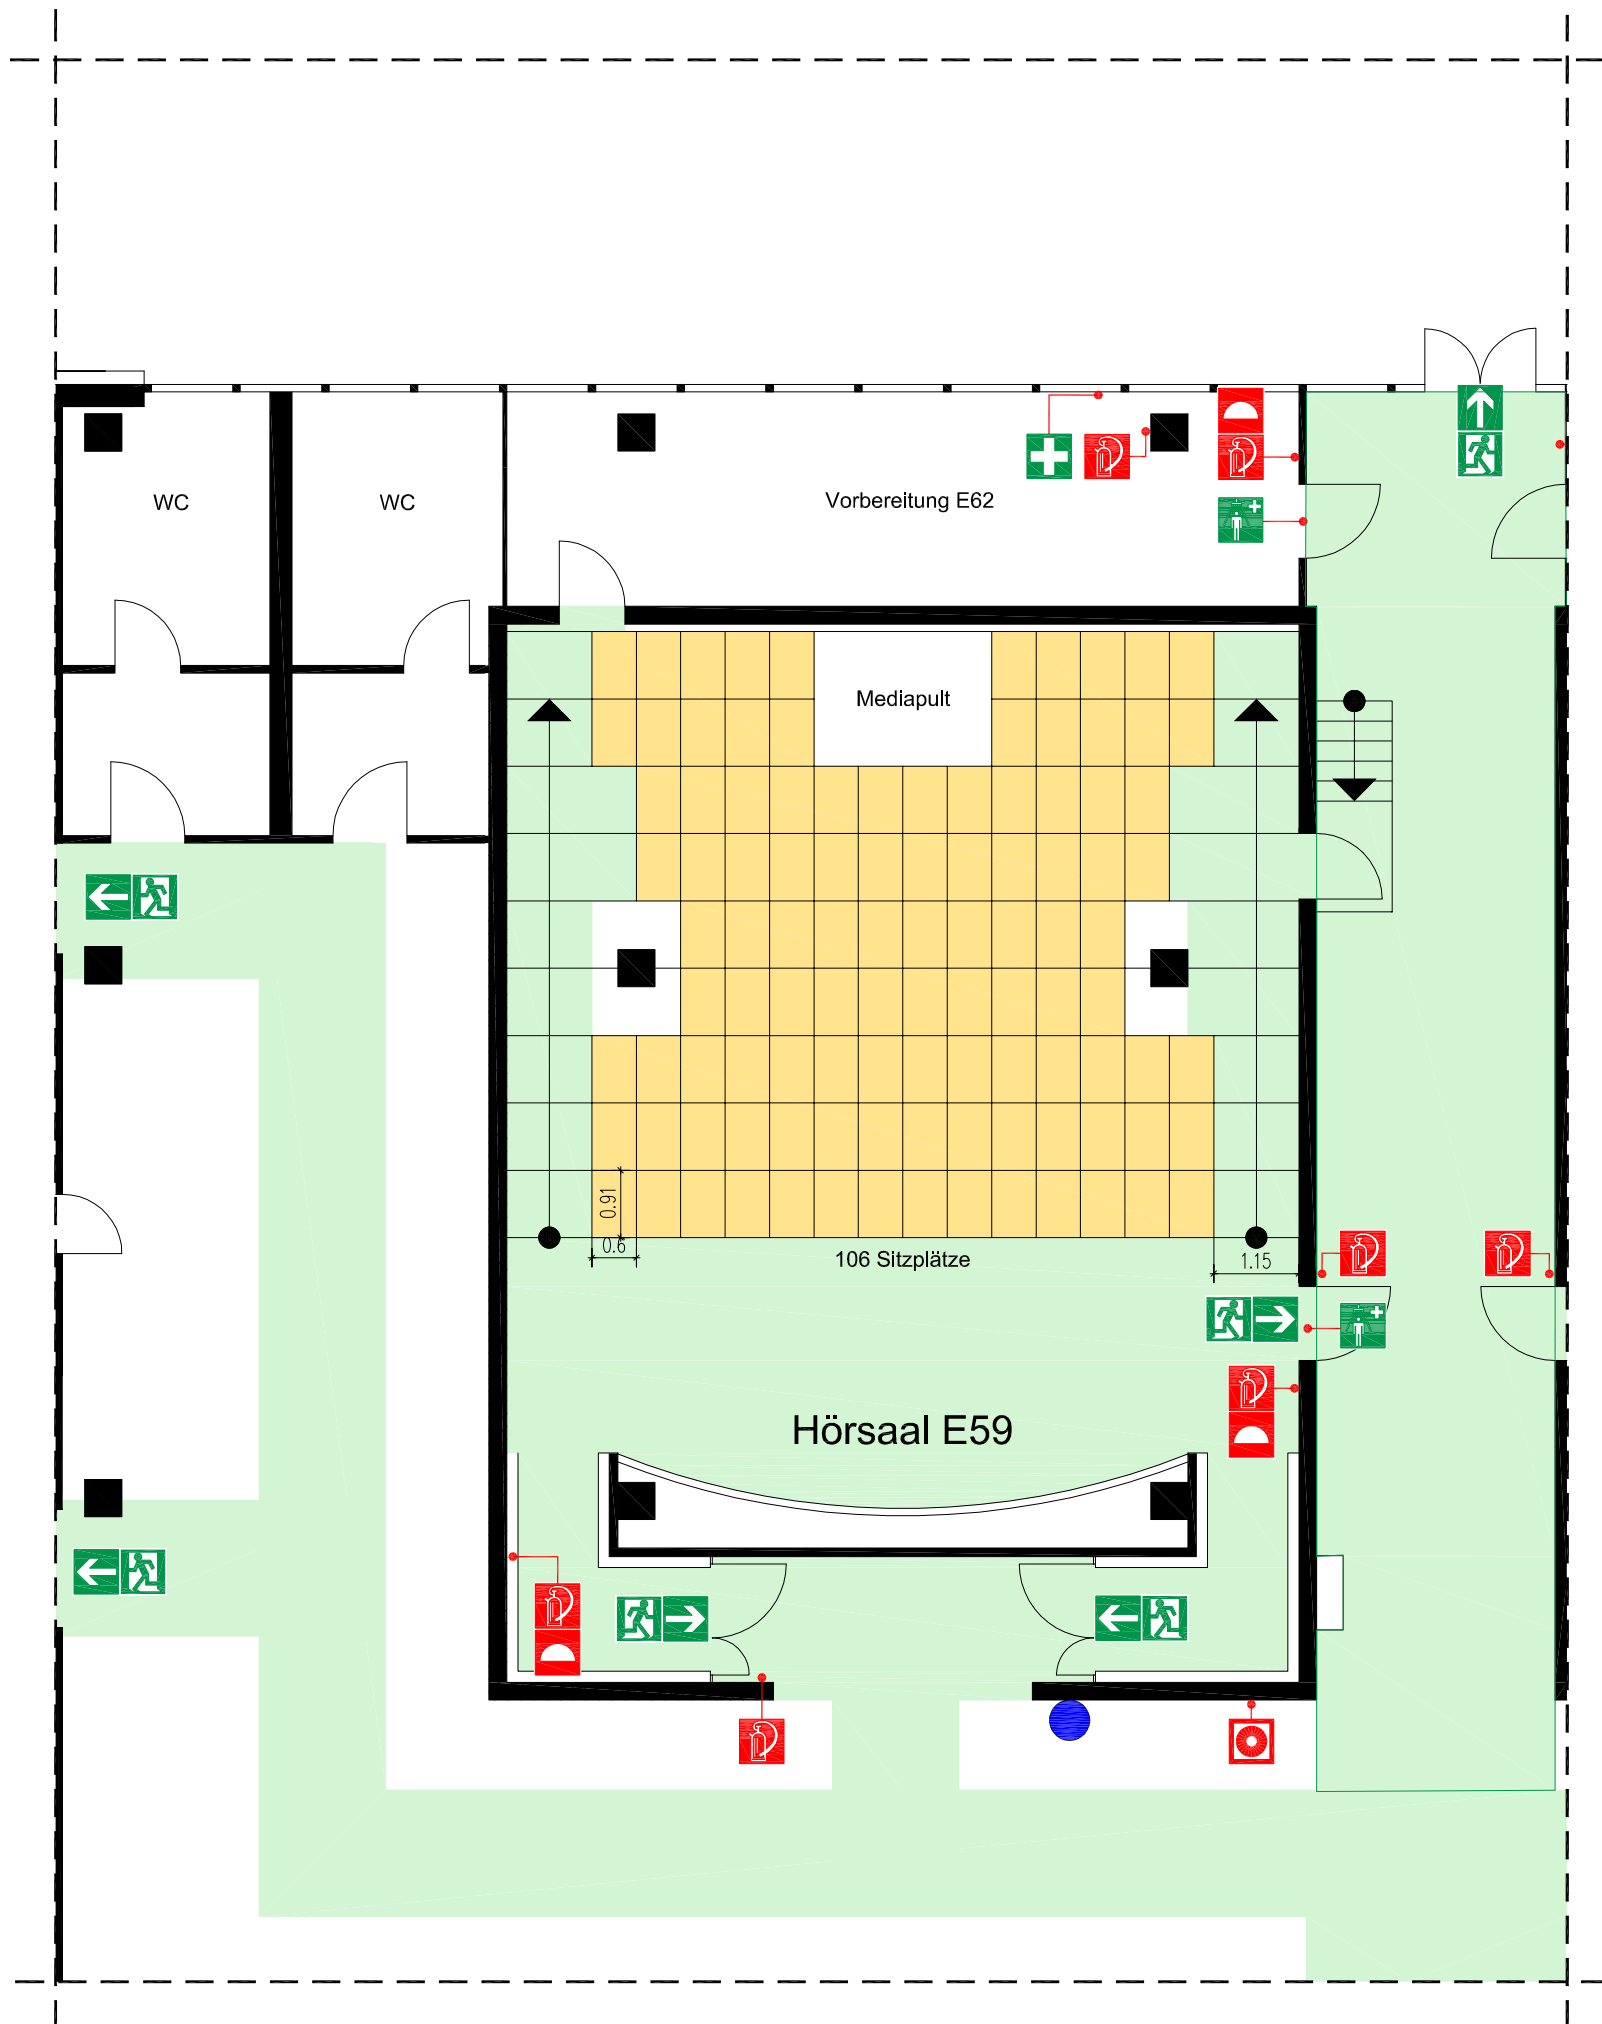 WC
WC
Vorbereitung E62
Mediapult
0.91
0.6
106 Sitzplätze
1.15
Hörsaal E59